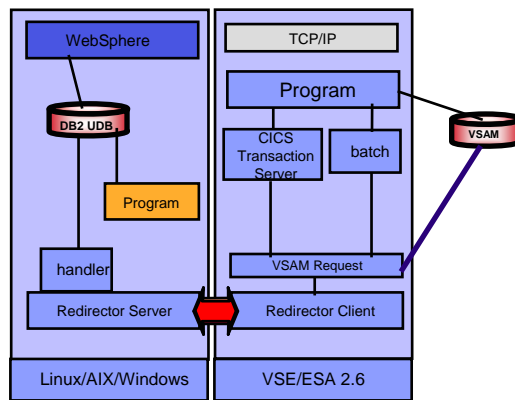 WebSphere
DB2 UDB
Program
handler
Redirector Server
Linux/AIX/Windows
TCP/IP
Program
CICS
Transaction
Server
batch
VSAM Request
Redirector Client
VSE/ESA 2.6
VSAM